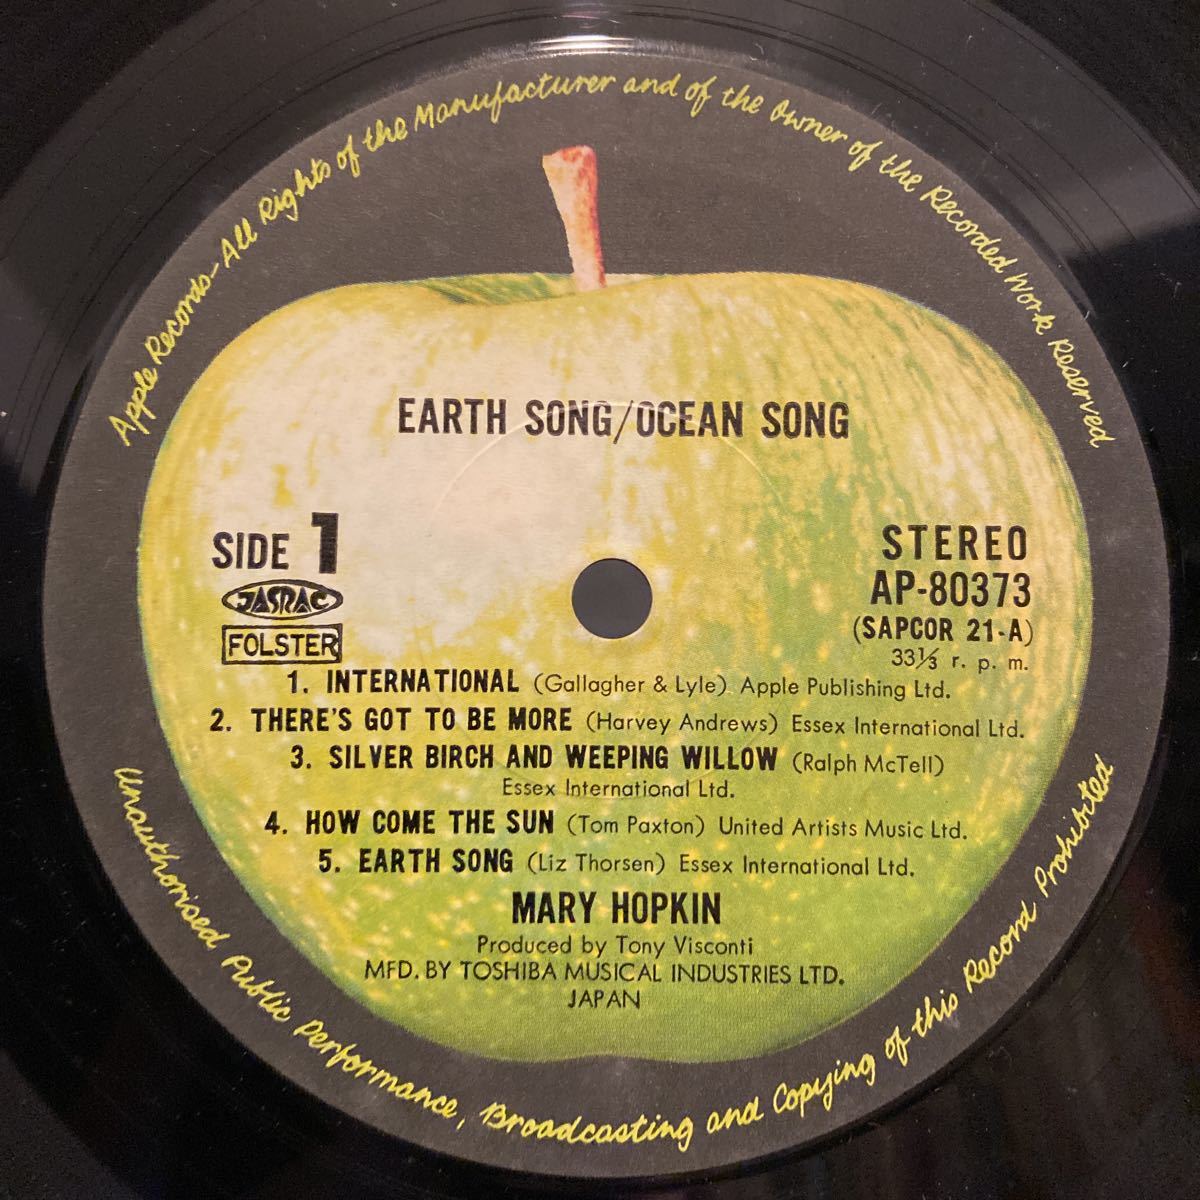 Apple Records-All Rights of the Manufacturer and of the Owner of the Recorded Work Reserved
EARTH SONG/OCEAN SONG
SIDE 1
JASRAC
FOLSTER
STEREO
AP-80373
(SAPCOR 21-A)
33⅓ r. p. m.
1. INTERNATIONAL (Gallagher & Lyle) Apple Publishing Ltd.
2. THERE'S GOT TO BE MORE (Harvey Andrews) Essex International Ltd.
3. SILVER BIRCH AND WEEPING WILLOW (Ralph McTell)
Essex International Ltd.
4. HOW COME THE SUN (Tom Paxton) United Artists Music Ltd.
5. EARTH SONG (Liz Thorsen) Essex International Ltd.
MARY HOPKIN
Produced by Tony Visconti
MFD. BY TOSHIBA MUSICAL INDUSTRIES LTD.
JAPAN
Unauthorised Public Performance, Broadcasting and Copying of this Record Prohibited